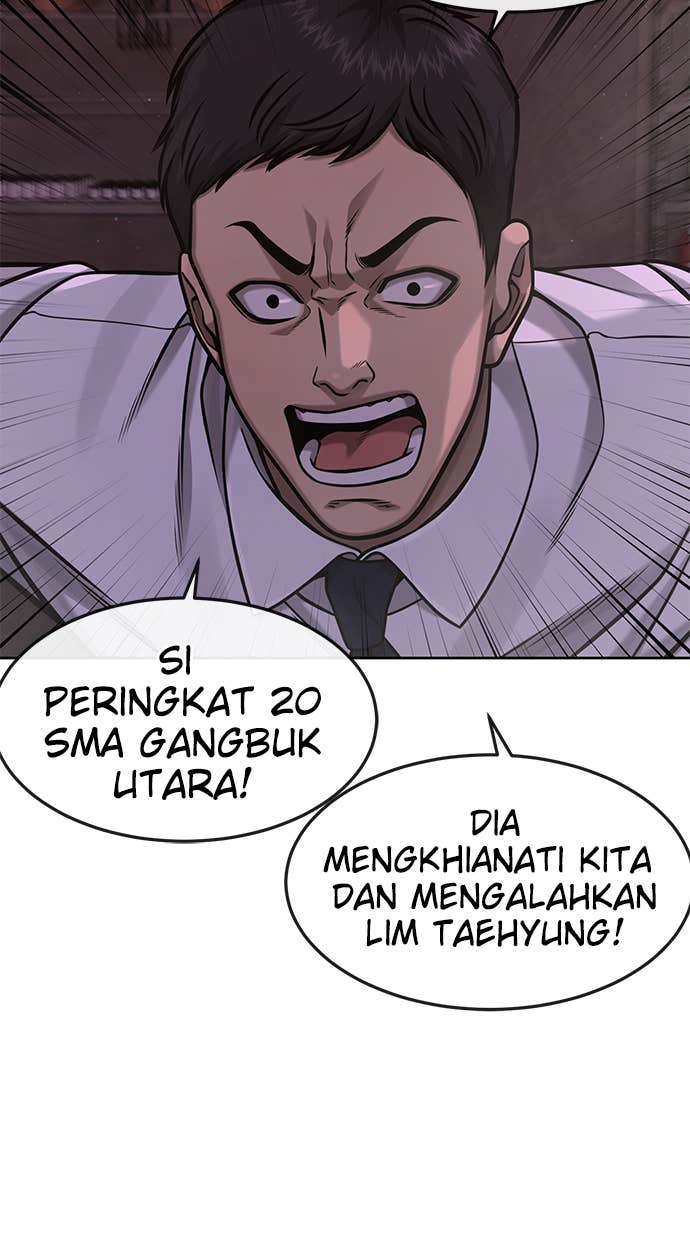 SI
PERINGKAT 20
SMA GANGBUK
UTARA!
DIA
MENGKHIANATI KITA
DAN MENGALAHKAN
LIM TAEHYUNG!